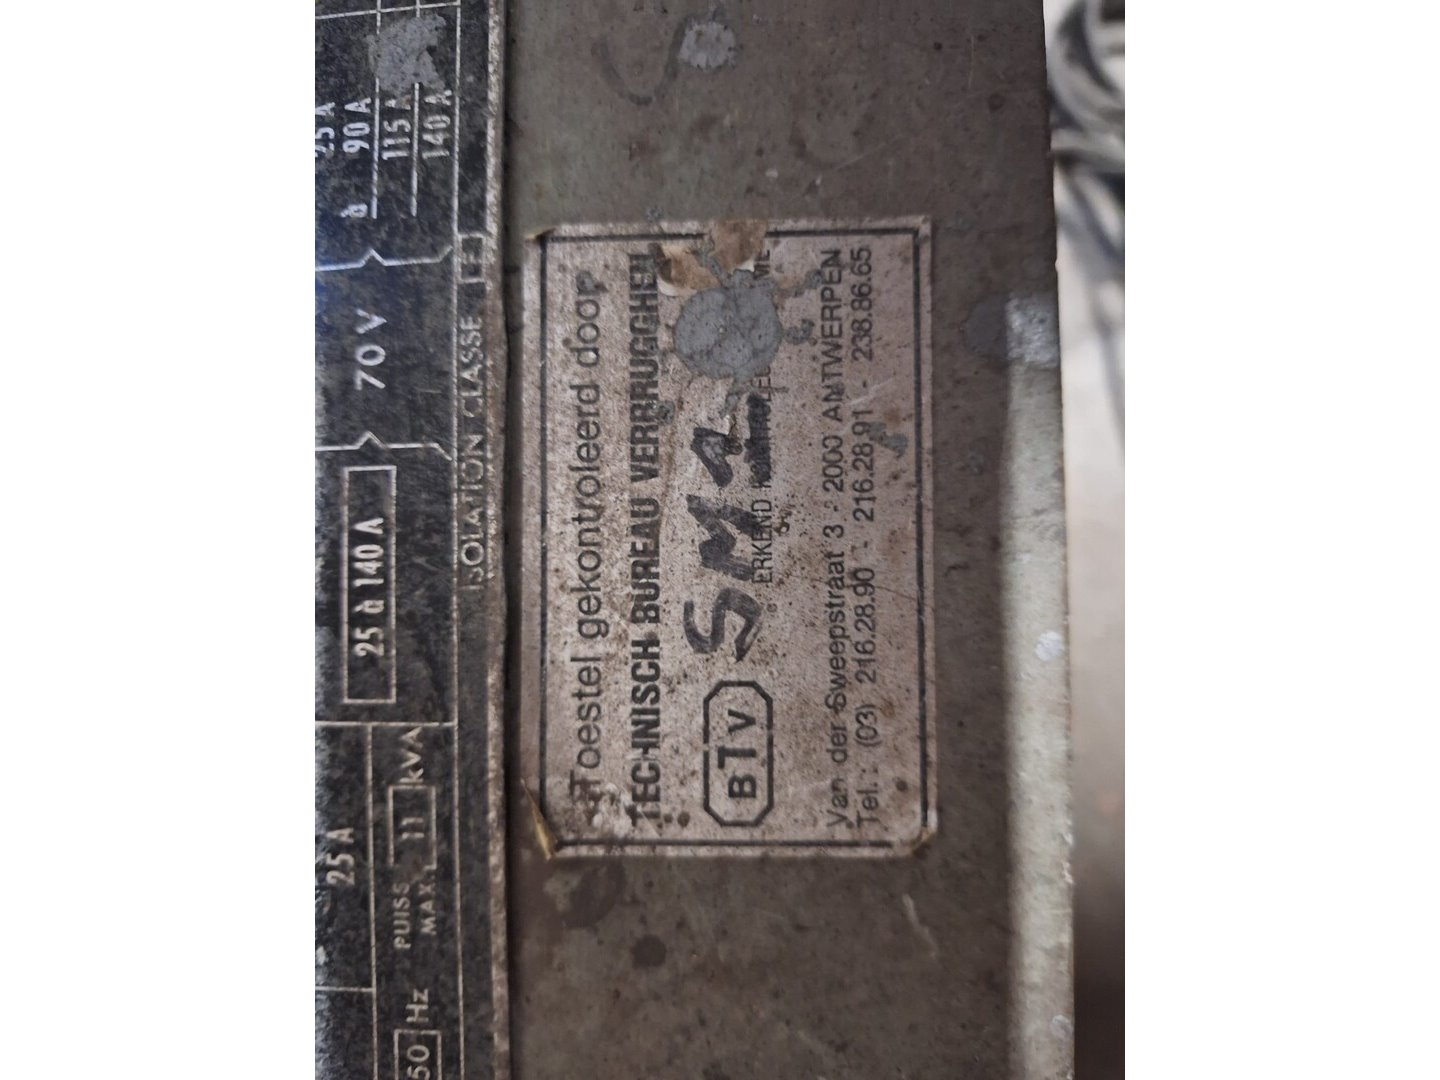 25 A
à 90 A
115 A
140 A
70 V
25 à 140 A
25 A
PUISS
MAX. 11 kVA
50 Hz
ISOLATION CLASSE
Toestel gekontroleerd door
TECHNISCH BUREAU VERBRUGGHEN
SM2
BTV
ERKEND
Van der Sweepstraat 3 - 2000 ANTWERPEN
Tel.: (03) 216.28.90 - 216.28.91 - 238.86.65